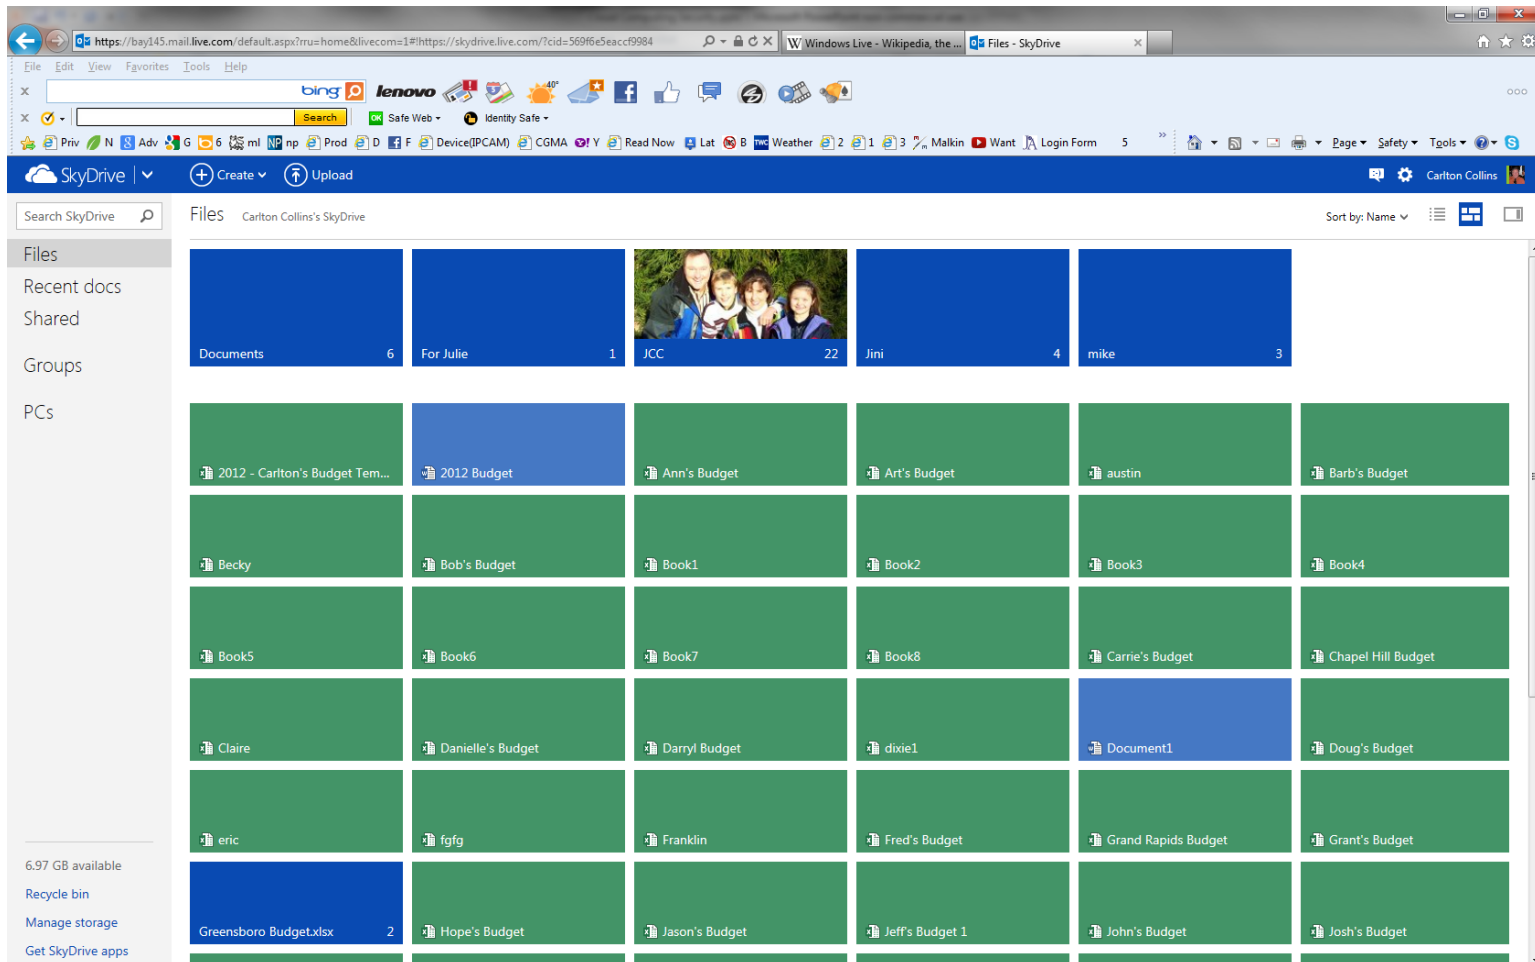 https://bay145.mail.live.com/default.aspx?rru=home&livecom=1#!https://skydrive.live.com/?cid=569f6e5eaccf9984
Windows Live - Wikipedia, the ...
Files - SkyDrive
File Edit View Favorites Tools Help
x bing lenovo 40°
x Search OK Safe Web Identity Safe
Priv N Adv G 6 ml np Prod D F Device(IPCAM) CGMA Y Read Now Lat B Weather 2 1 3 Malkin Want Login Form 5 » Page Safety Tools
SkyDrive Create Upload Carlton Collins
Search SkyDrive
Files Carlton Collins's SkyDrive Sort by: Name
Files
Recent docs
Shared
Groups
PCs
Documents 6 For Julie 1 JCC 22 Jini 4 mike 3
2012 - Carlton's Budget Tem... 2012 Budget Ann's Budget Art's Budget austin Barb's Budget
Becky Bob's Budget Book1 Book2 Book3 Book4
Book5 Book6 Book7 Book8 Carrie's Budget Chapel Hill Budget
Claire Danielle's Budget Darryl Budget dixie1 Document1 Doug's Budget
eric fgfg Franklin Fred's Budget Grand Rapids Budget Grant's Budget
Greensboro Budget.xlsx 2 Hope's Budget Jason's Budget Jeff's Budget 1 John's Budget Josh's Budget
6.97 GB available
Recycle bin
Manage storage
Get SkyDrive apps